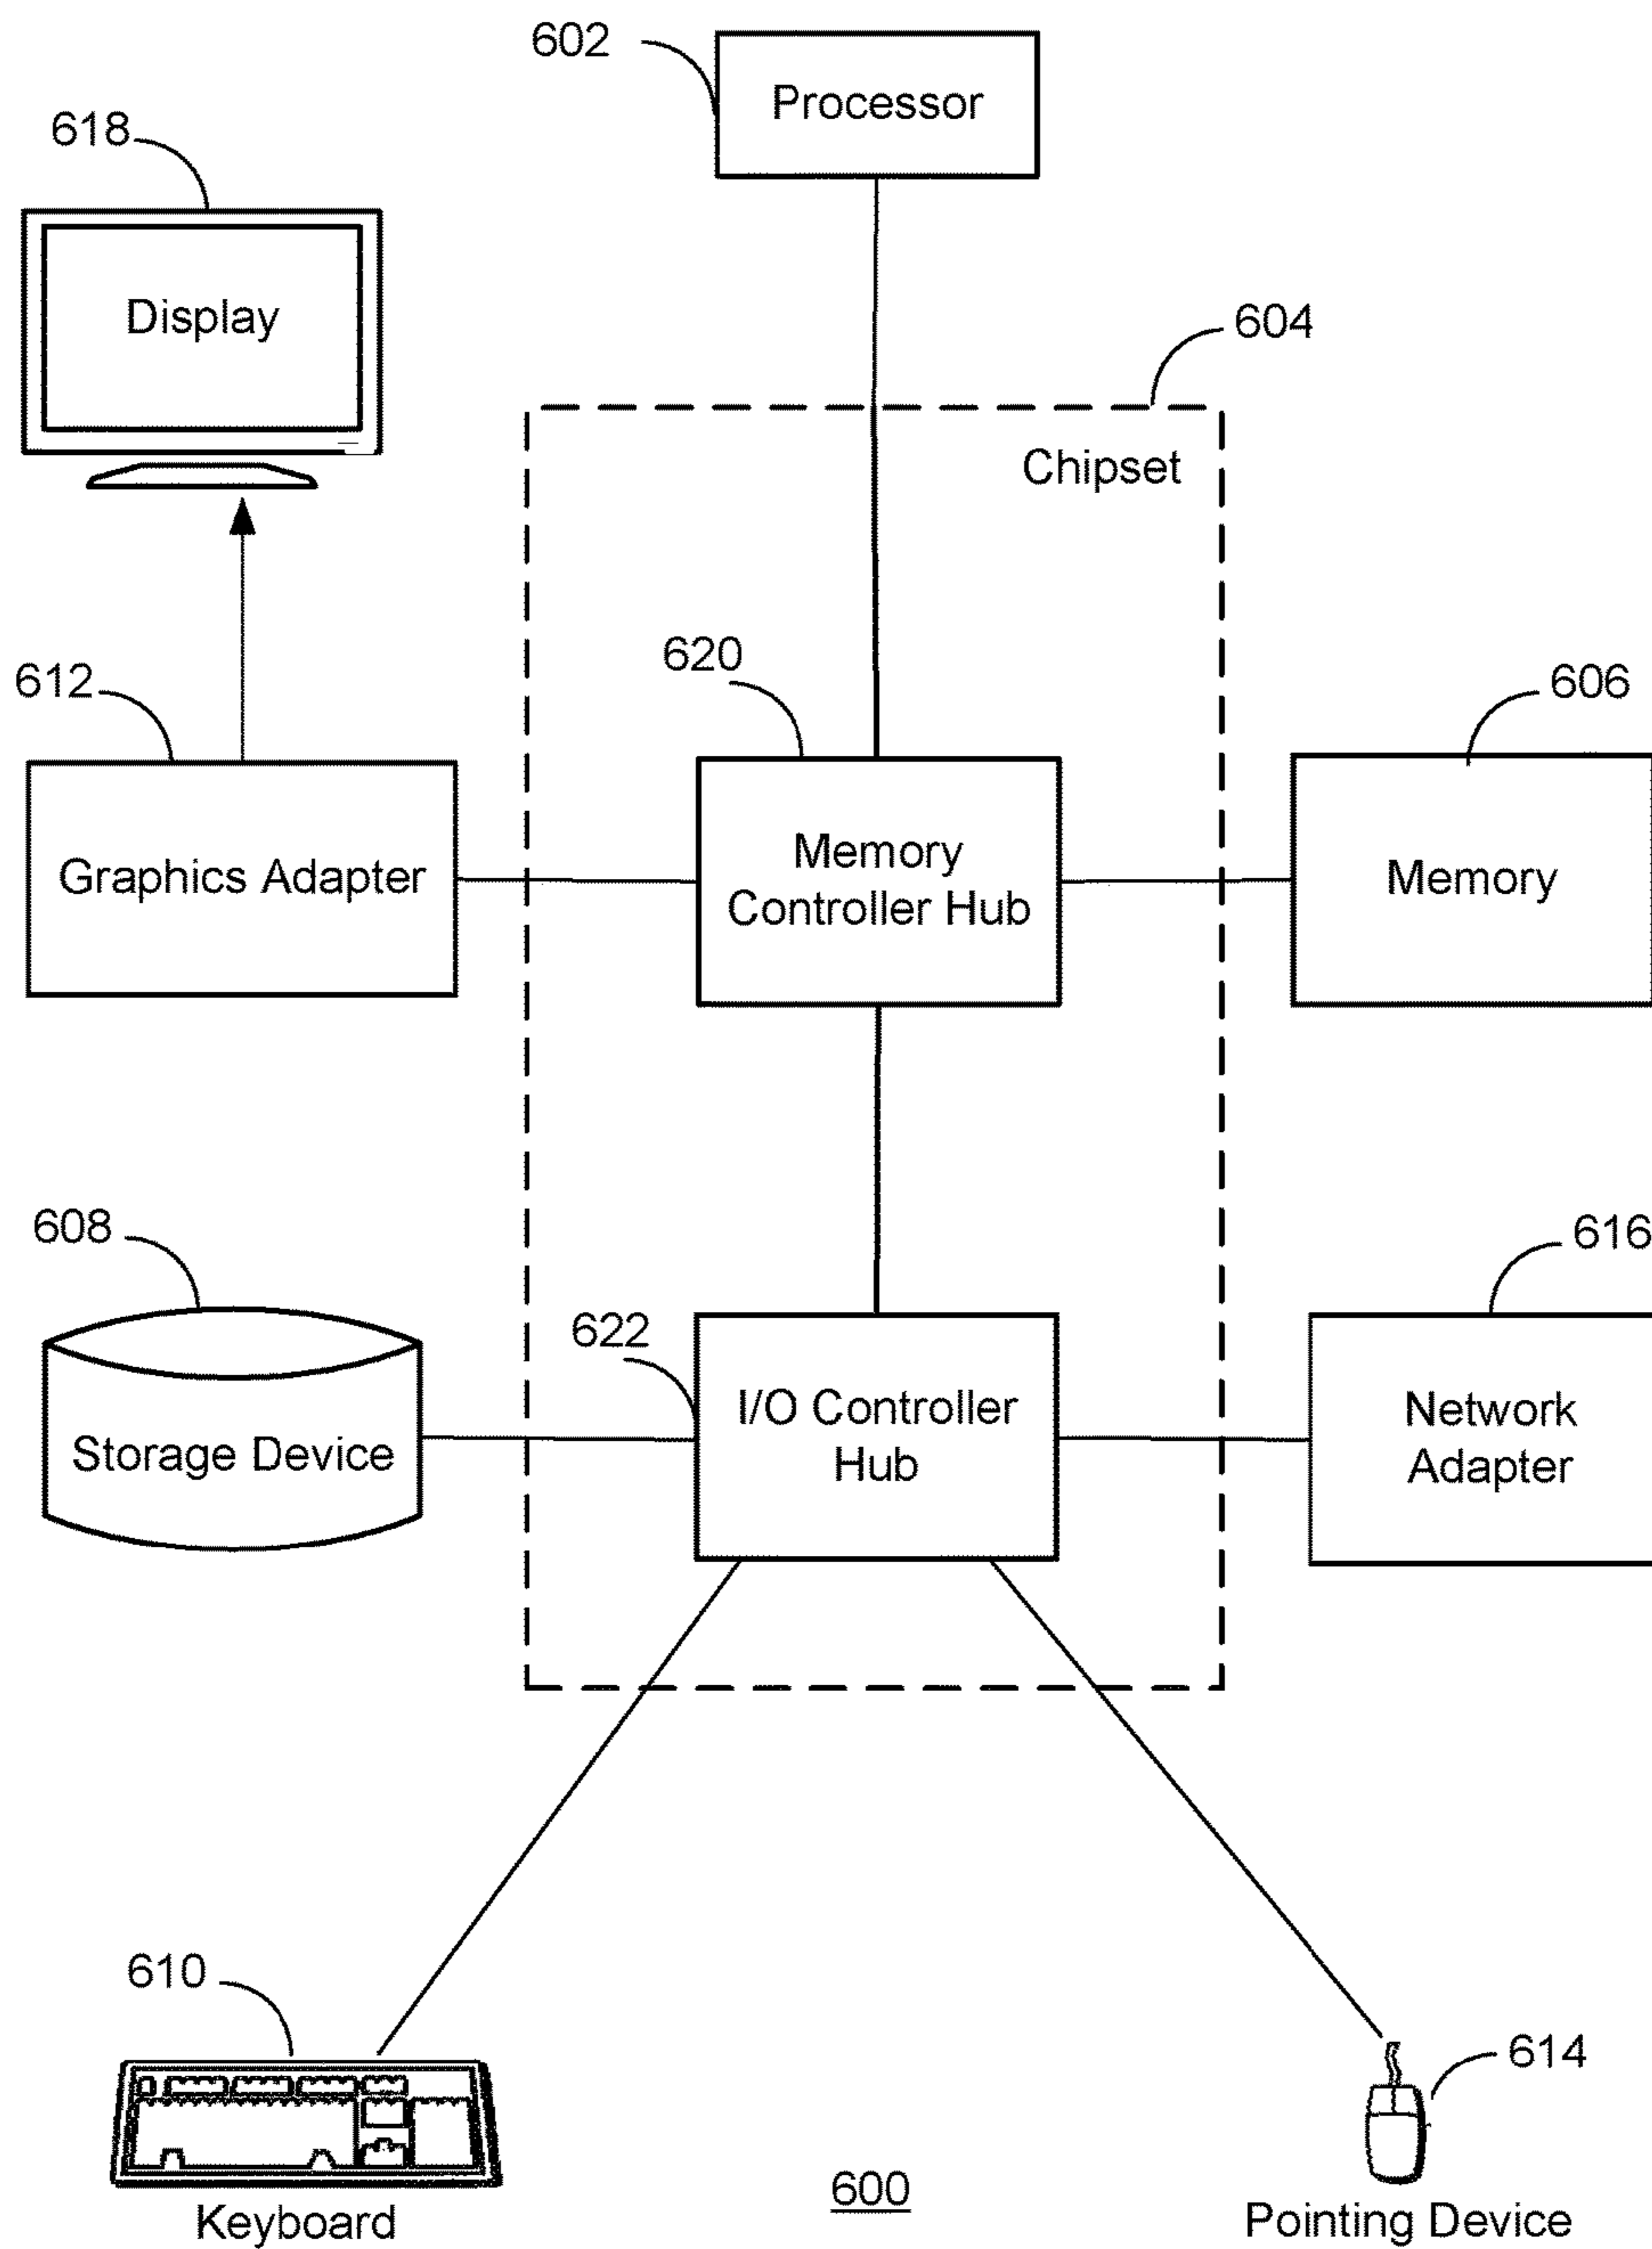 602
Processor
618
Display
604
Chipset
620
612
606
Graphics Adapter
Memory
Controller Hub
Memory
608
616
622
Storage Device
I/O Controller
Hub
Network
Adapter
610
614
Keyboard
600
Pointing Device